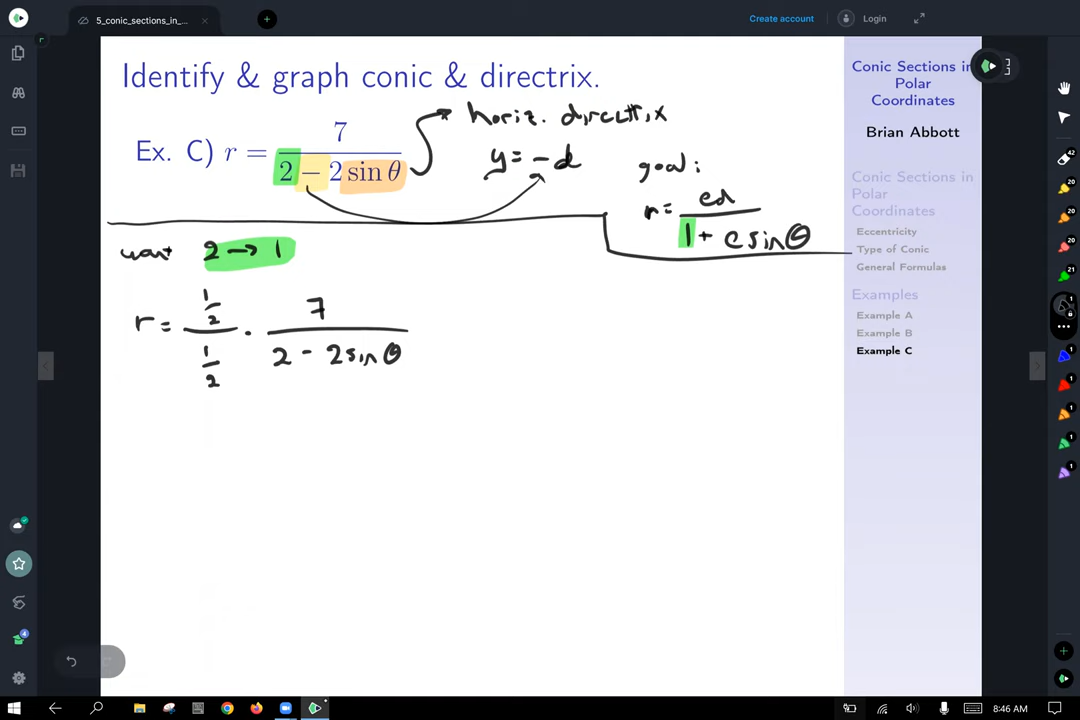 5_conic_sections_in_...
Create account
Login
Identify & graph conic & directrix.
Ex. C) r = 7 / (2 − 2 sin θ)
horiz. directrix
y = -d
goal:
r = ed / (1 + e sin θ)
want 2 → 1
r = (1/2) / (1/2) · 7 / (2 - 2 sin θ)
Conic Sections in
Polar
Coordinates
Brian Abbott
Conic Sections in
Polar
Coordinates
Eccentricity
Type of Conic
General Formulas
Examples
Example A
Example B
Example C
8:46 AM